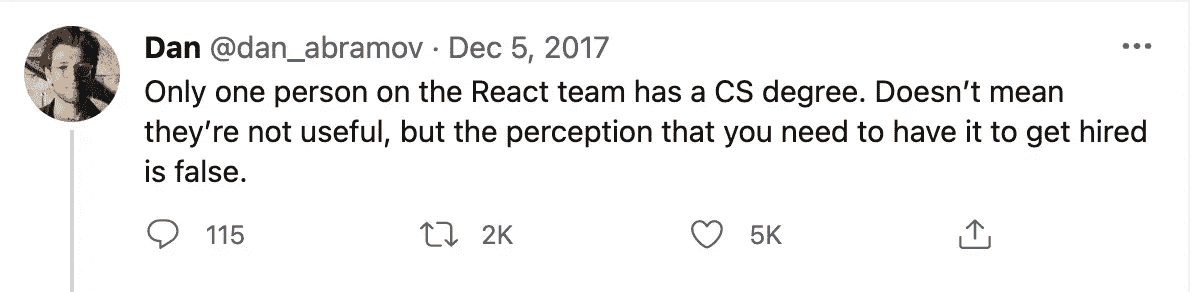 Dan @dan_abramov · Dec 5, 2017
Only one person on the React team has a CS degree. Doesn’t mean
they’re not useful, but the perception that you need to have it to get hired
is false.
115 2K 5K